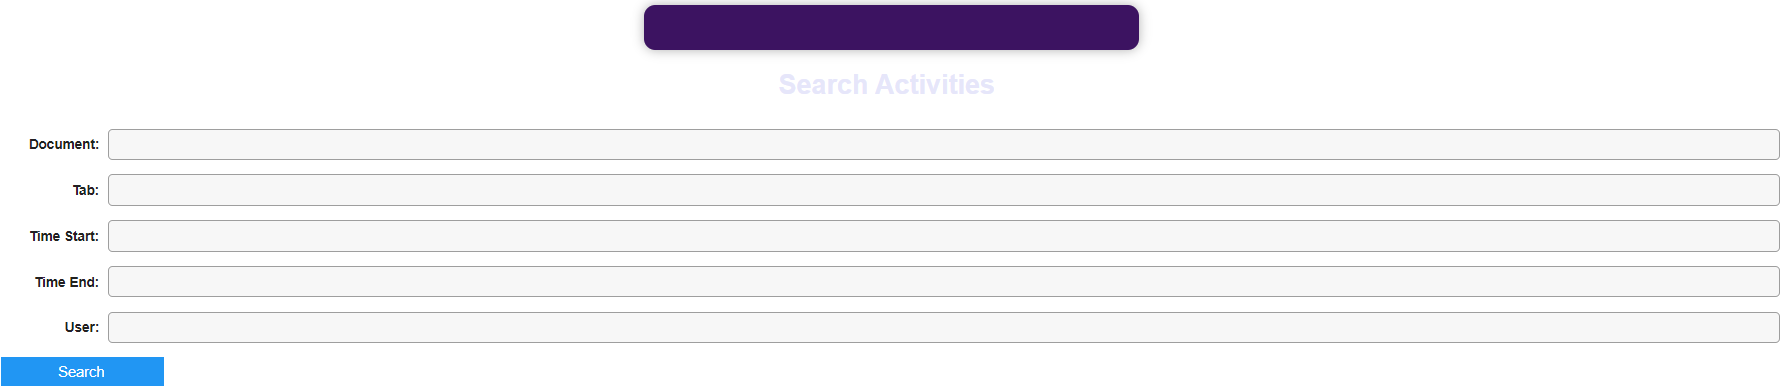 Search Activities
Document:
Tab:
Time Start:
Time End:
User:
Search